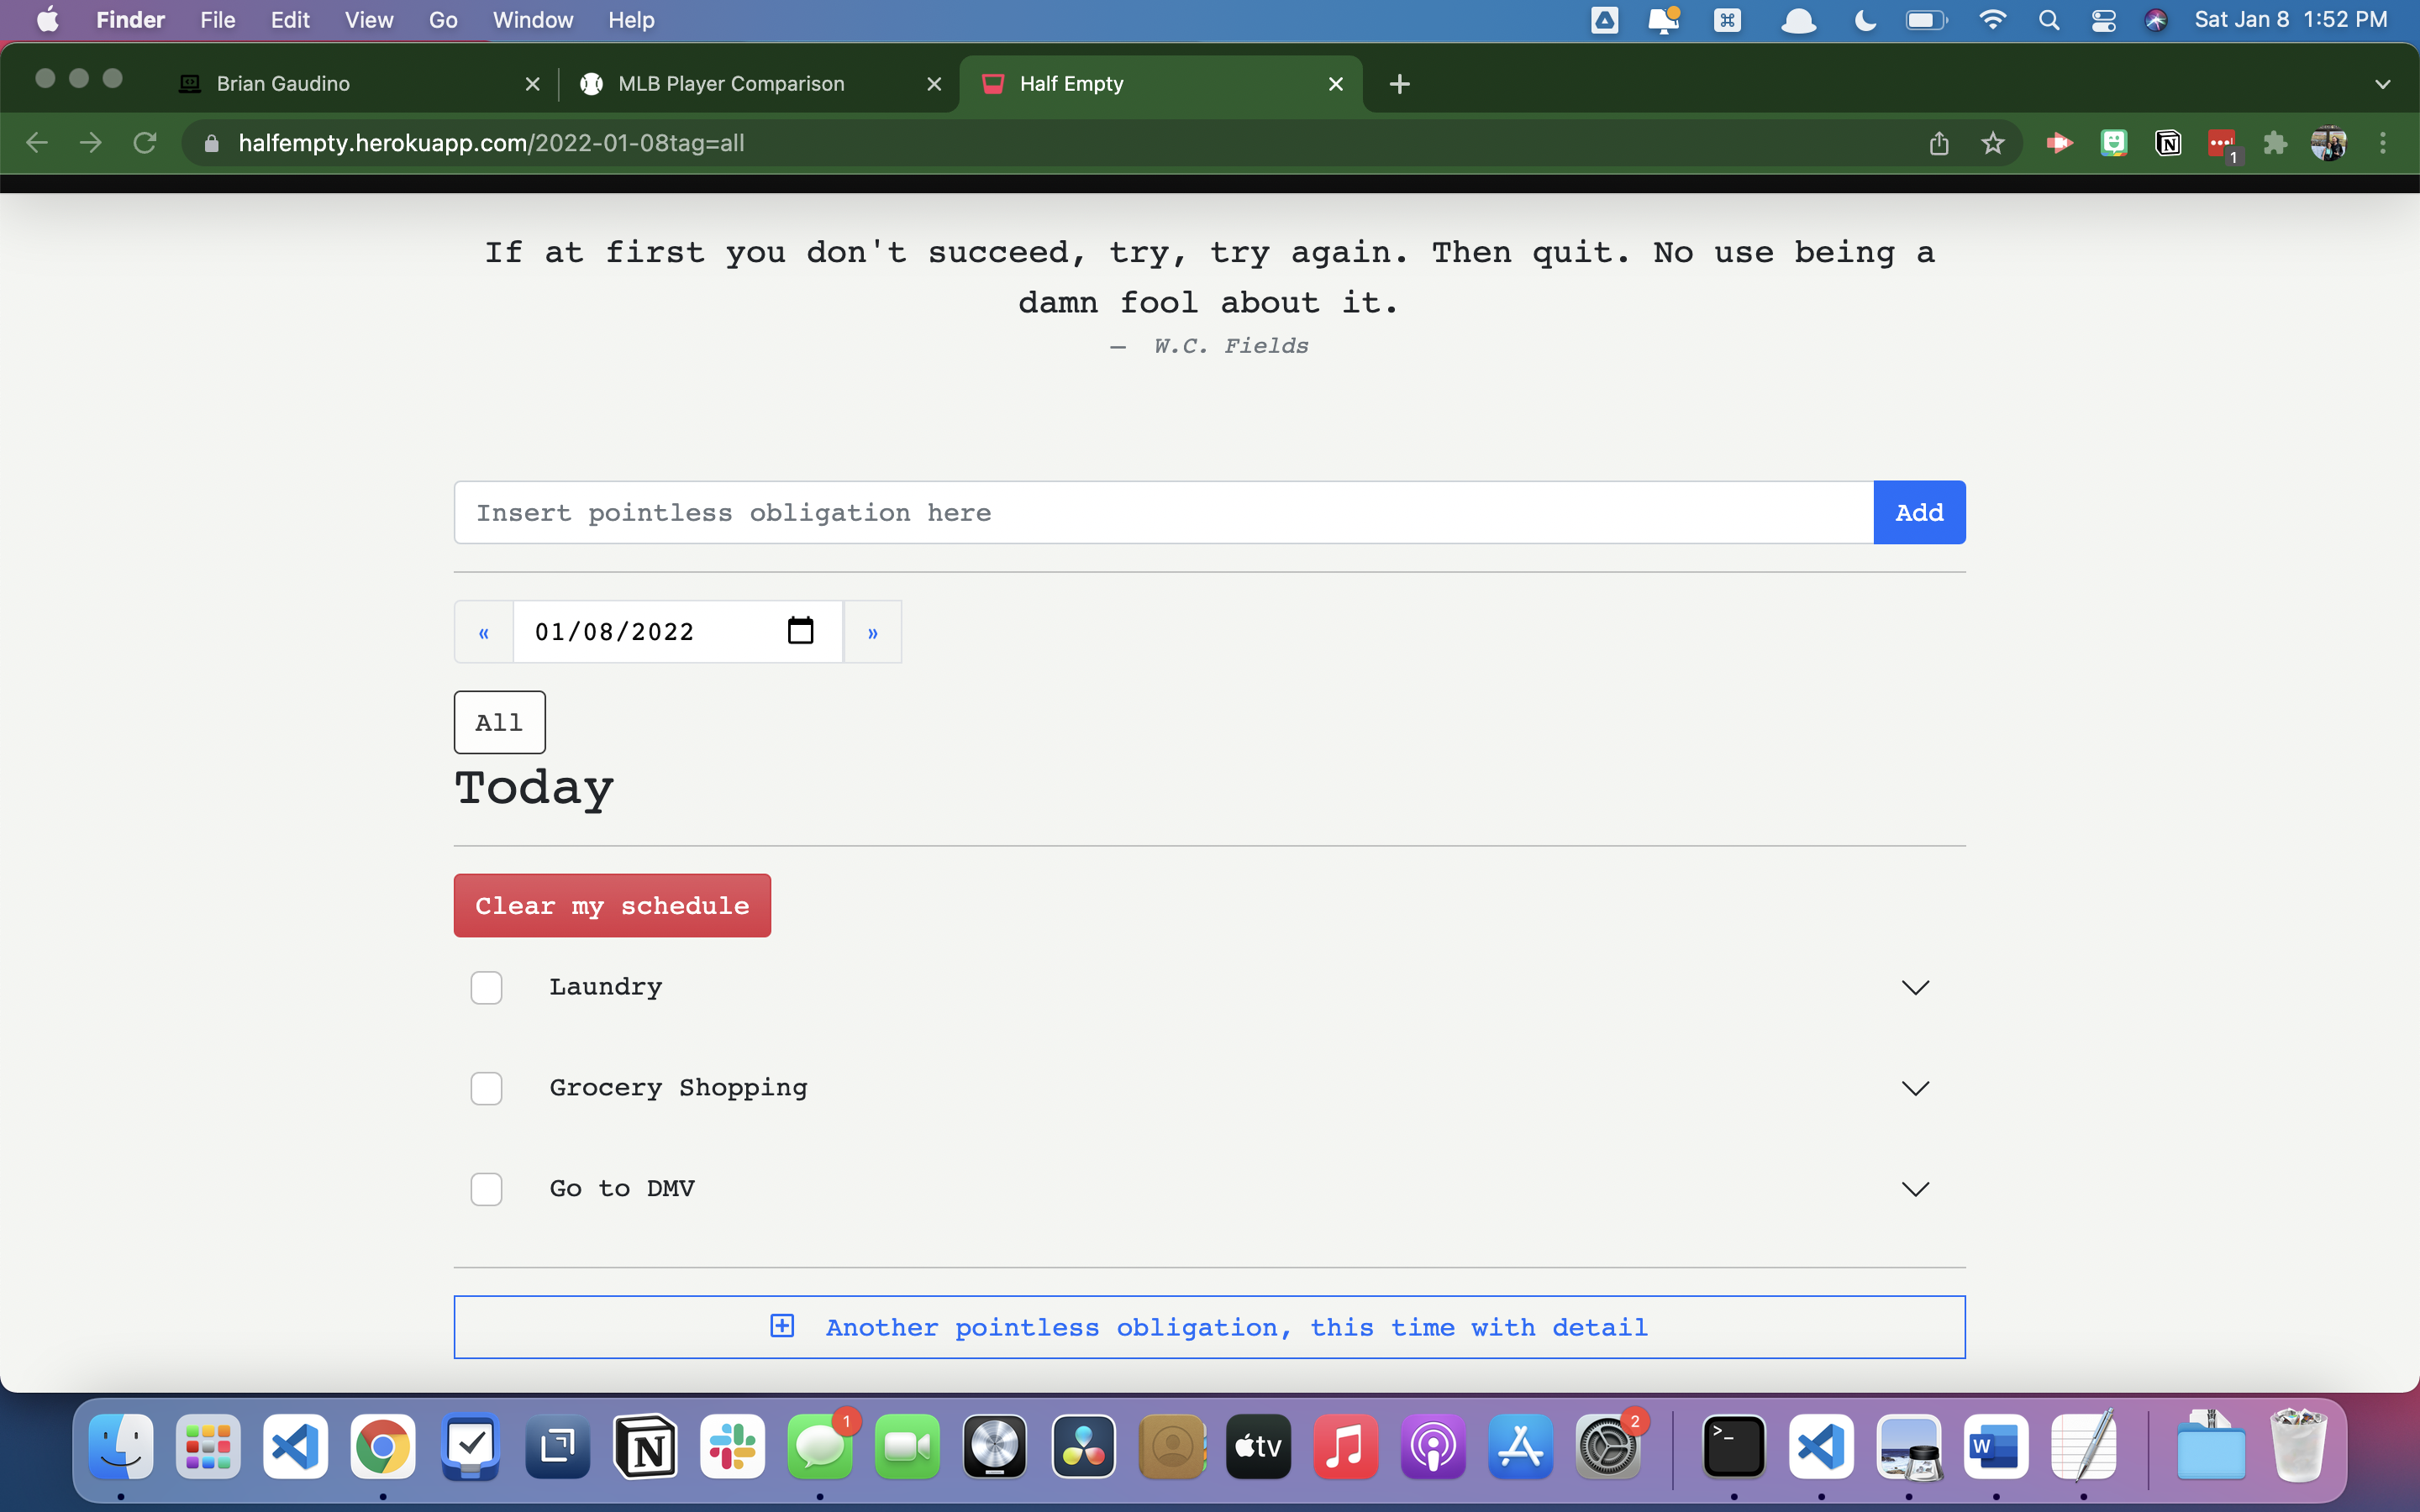 Finder File Edit View Go Window Help Sat Jan 8 1:52 PM
Brian Gaudino MLB Player Comparison Half Empty
halfempty.herokuapp.com/2022-01-08tag=all
1
If at first you don't succeed, try, try again. Then quit. No use being a
damn fool about it.
— W.C. Fields
Insert pointless obligation here Add
« 01/08/2022 »
All
Today
Clear my schedule
Laundry
Grocery Shopping
Go to DMV
Another pointless obligation, this time with detail
1 2
tv
W